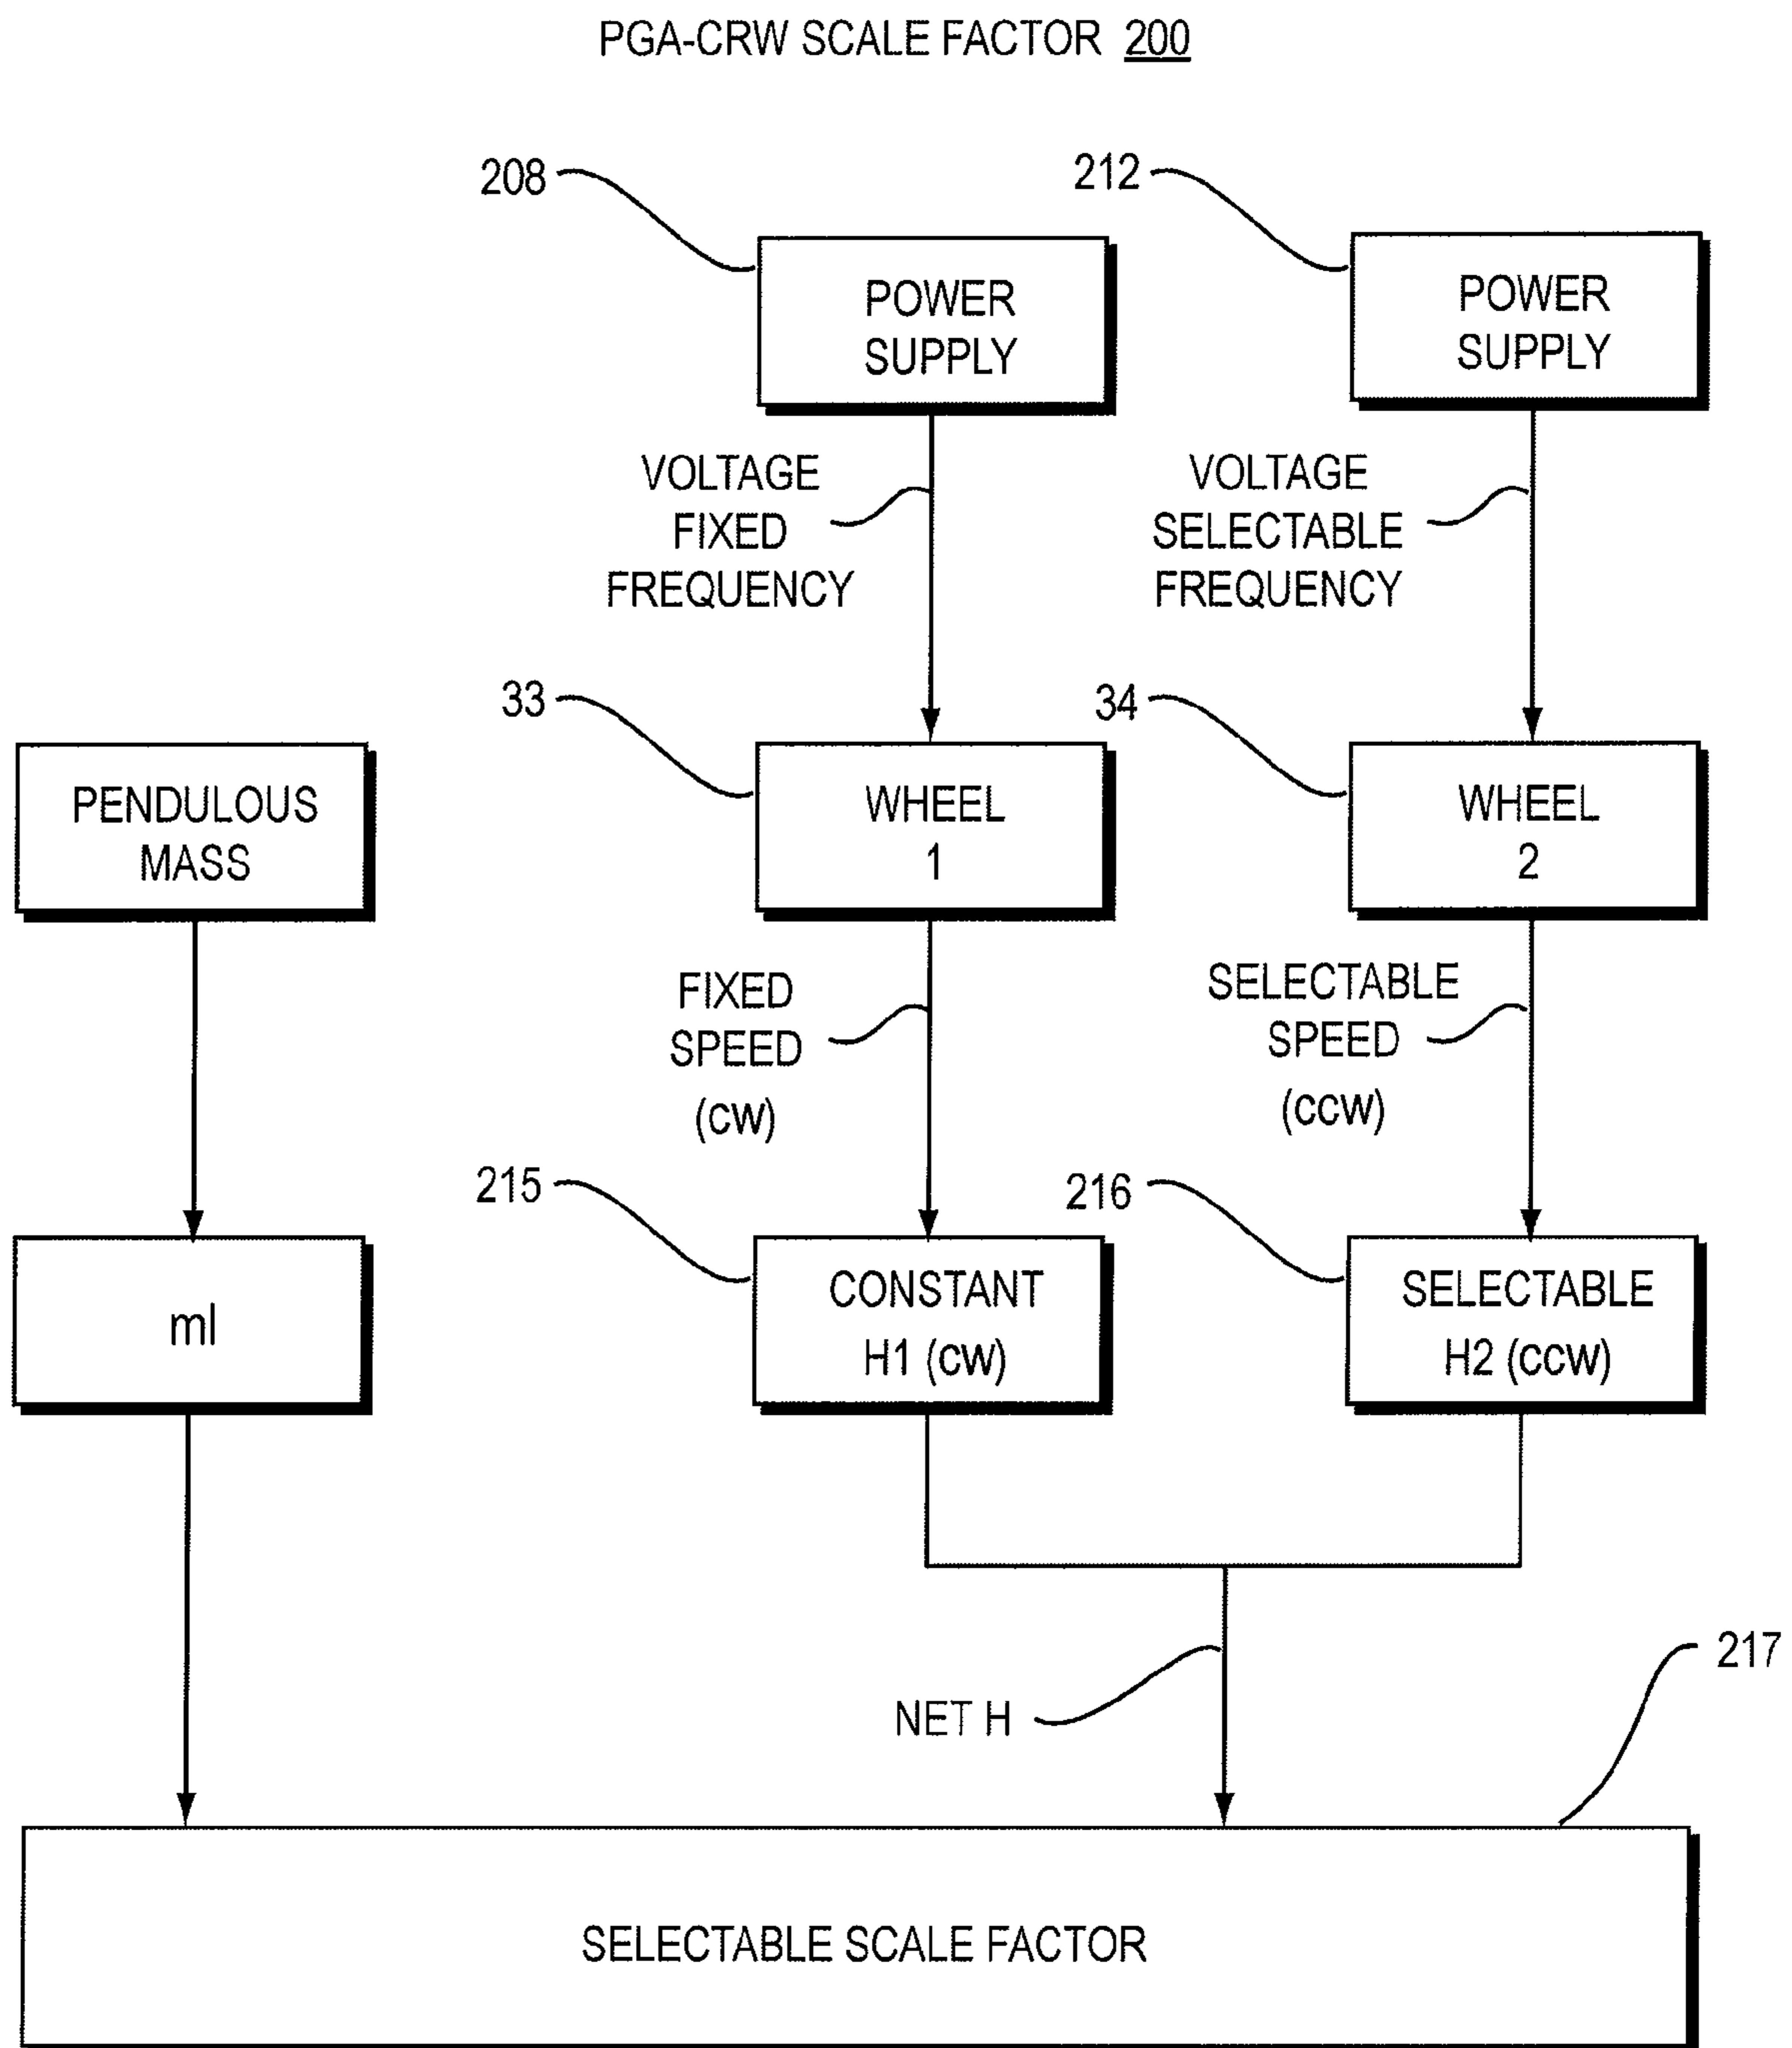 PGA-CRW SCALE FACTOR 200
208
212
POWER
SUPPLY
POWER
SUPPLY
VOLTAGE
FIXED
FREQUENCY
VOLTAGE
SELECTABLE
FREQUENCY
33
34
PENDULOUS
MASS
WHEEL
1
WHEEL
2
FIXED
SPEED
(CW)
SELECTABLE
SPEED
(CCW)
215
216
ml
CONSTANT
H1 (CW)
SELECTABLE
H2 (CCW)
217
NET H
SELECTABLE SCALE FACTOR